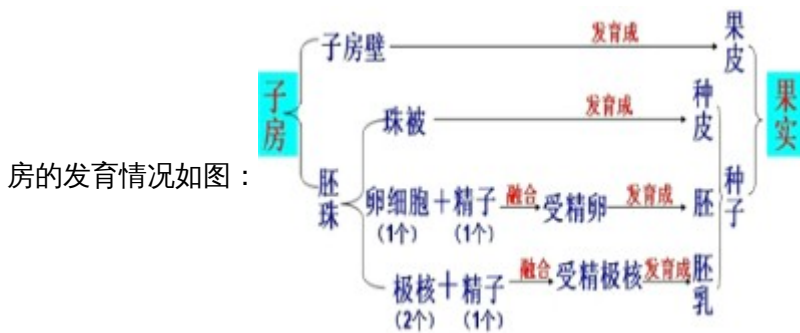 房的发育情况如图：
子房
子房壁
发育成
果皮
果实
胚珠
珠被
发育成
种皮
种子
卵细胞＋精子
融合
受精卵
发育成
胚
(1个)
(1个)
极核＋精子
融合
受精极核
发育成
胚乳
(2个)
(1个)